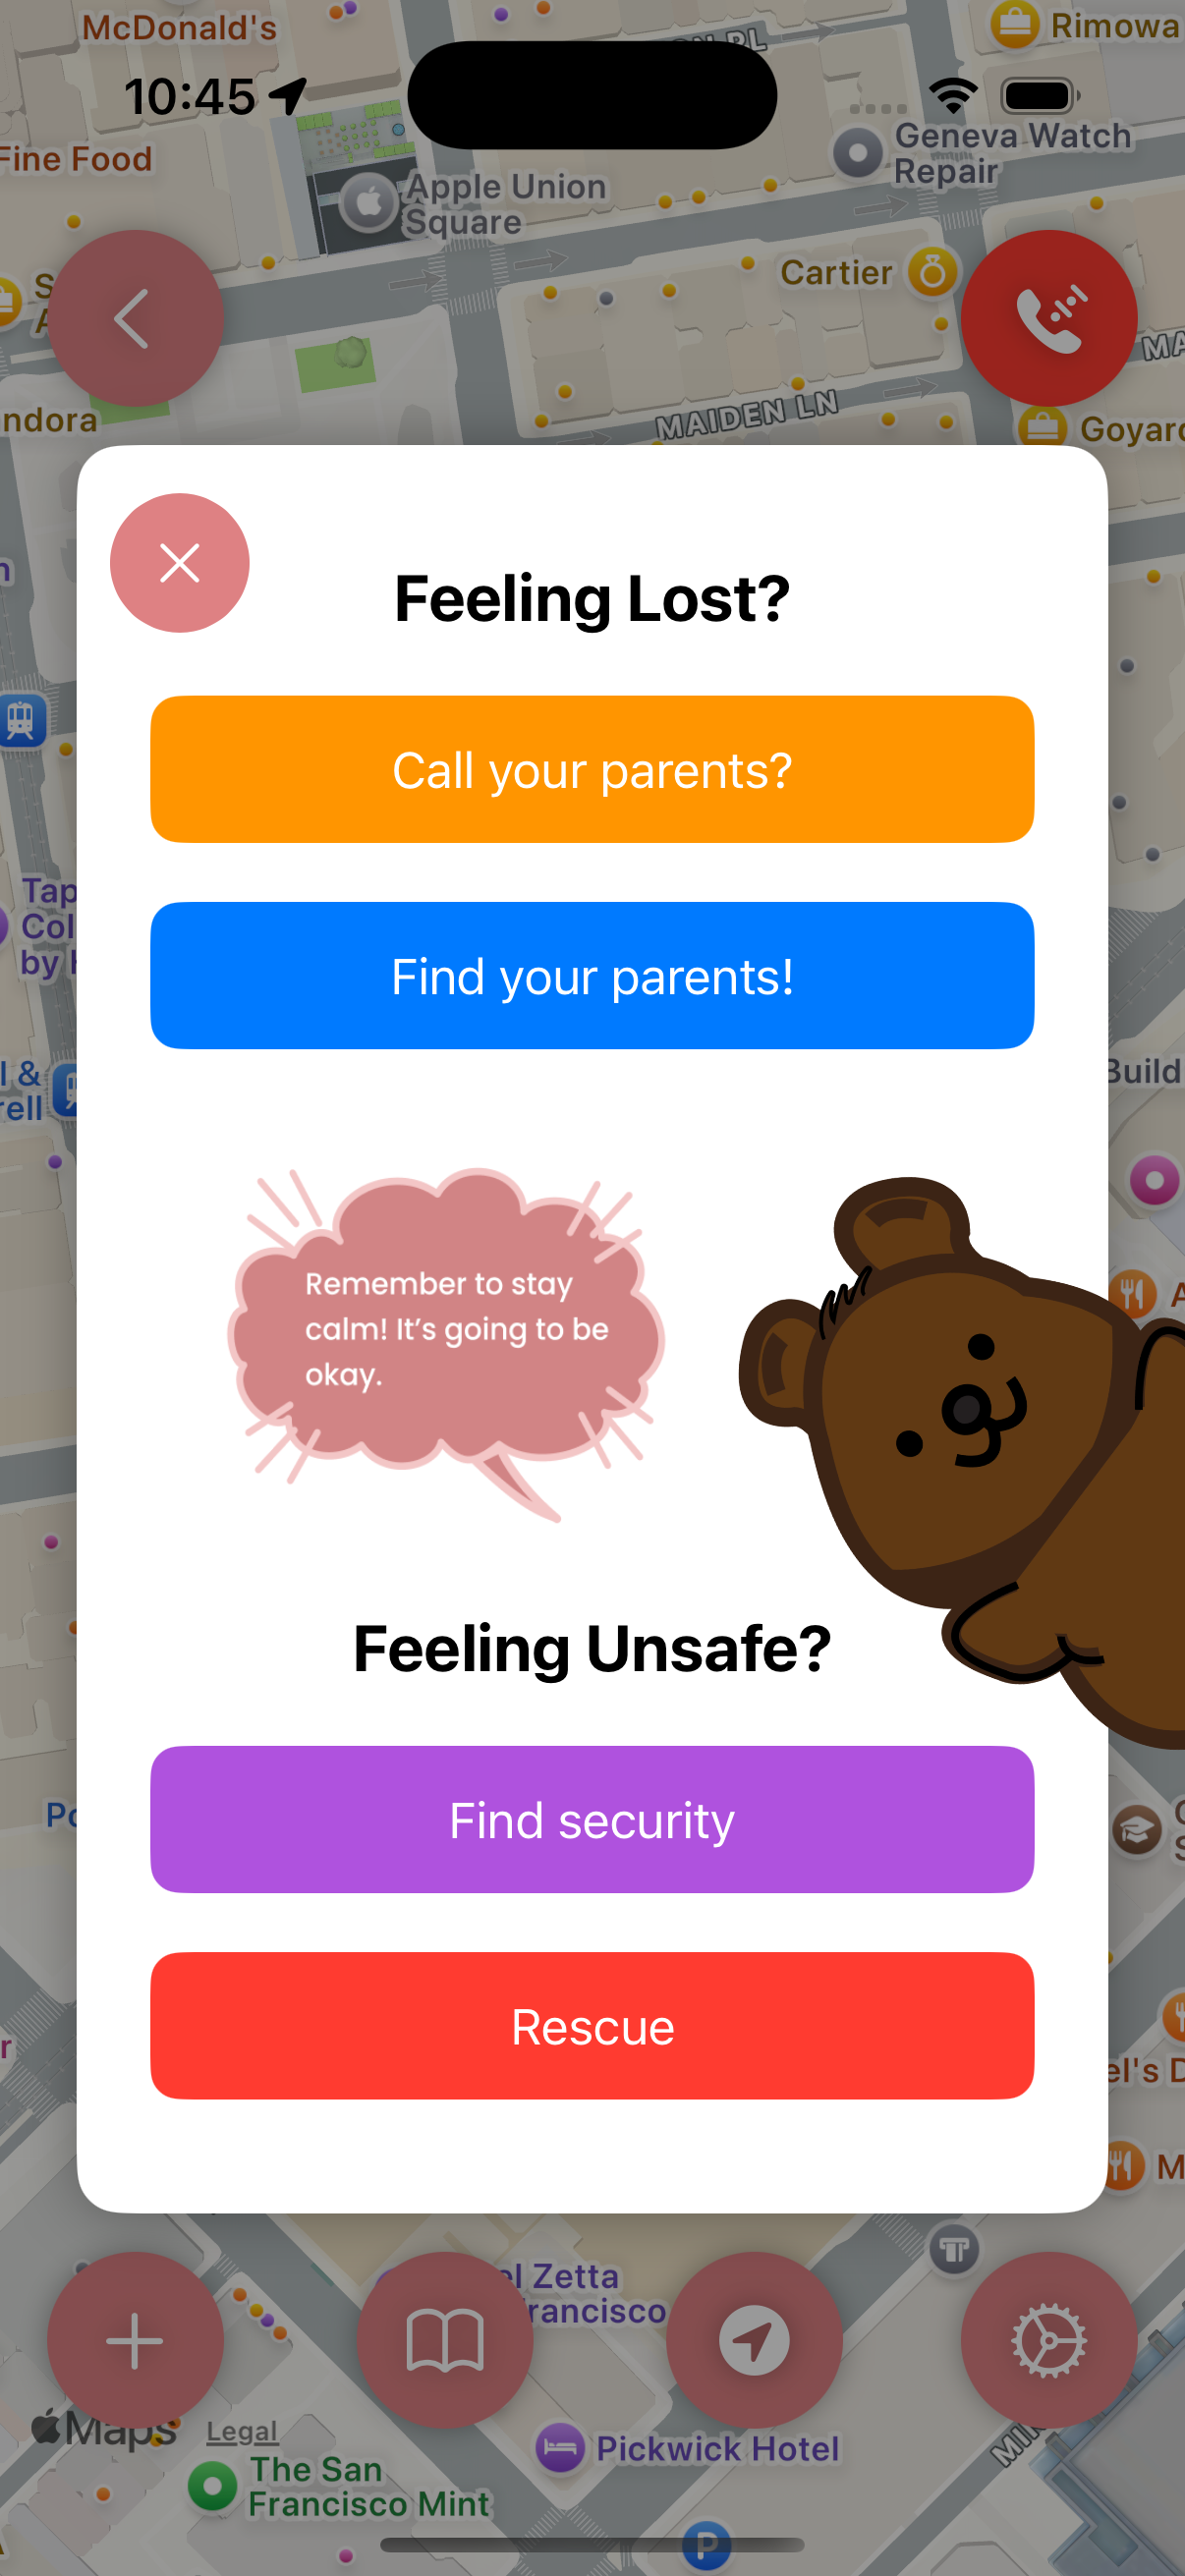 McDonald's
Rimowa
10:45
Fine Food
Geneva Watch
Repair
Apple Union
Square
Cartier
MAIDEN LN
Goyard
Feeling Lost?
Call your parents?
Find your parents!
Remember to stay
calm! It's going to be
okay.
Feeling Unsafe?
Find security
Rescue
Maps
Legal
Pickwick Hotel
The San
Francisco Mint
P